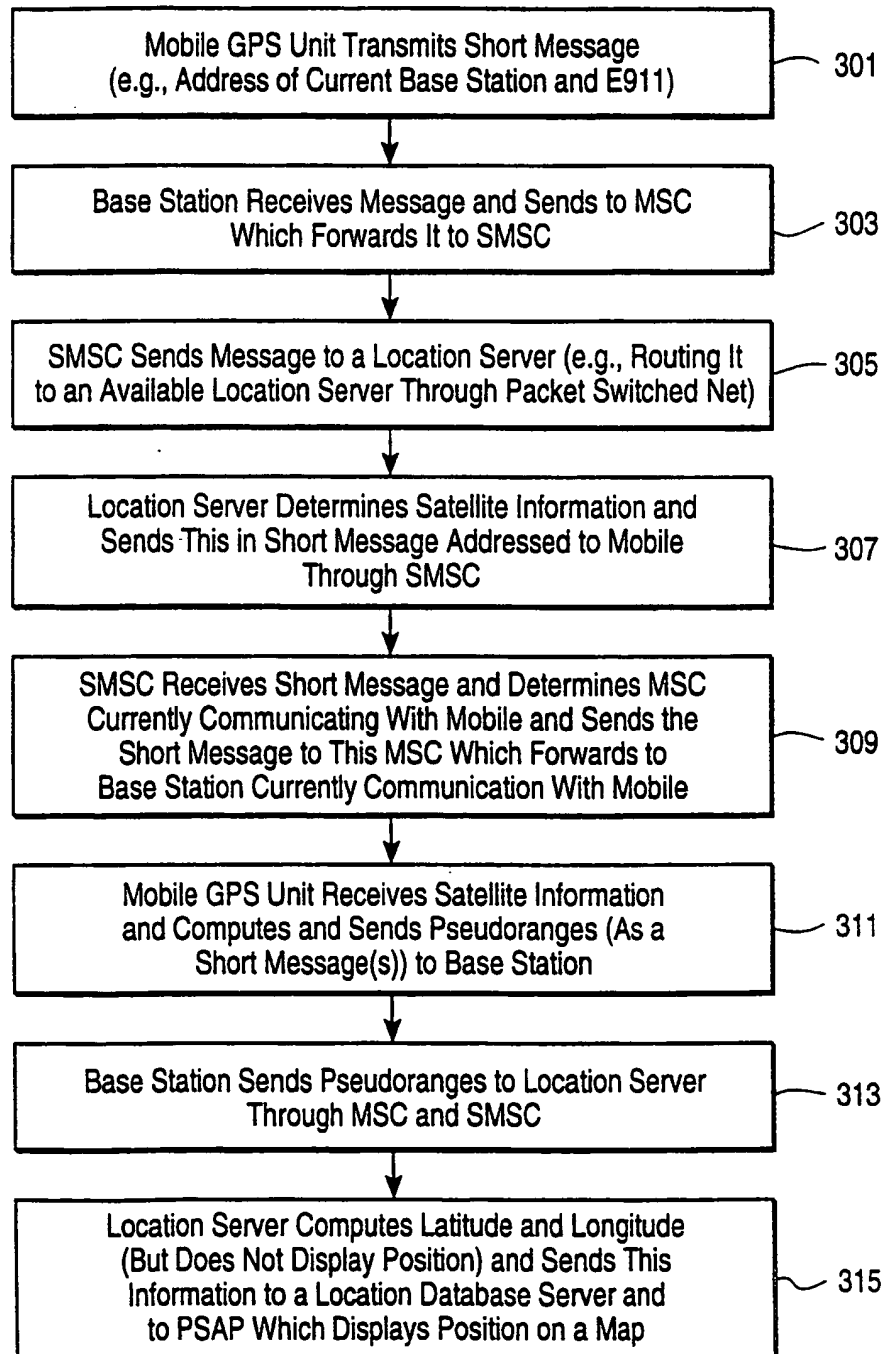 Mobile GPS Unit Transmits Short Message
(e.g., Address of Current Base Station and E911)
301
Base Station Receives Message and Sends to MSC
Which Forwards It to SMSC
303
SMSC Sends Message to a Location Server (e.g., Routing It
to an Available Location Server Through Packet Switched Net)
305
Location Server Determines Satellite Information and
Sends This in Short Message Addressed to Mobile
Through SMSC
307
SMSC Receives Short Message and Determines MSC
Currently Communicating With Mobile and Sends the
Short Message to This MSC Which Forwards to
Base Station Currently Communication With Mobile
309
Mobile GPS Unit Receives Satellite Information
and Computes and Sends Pseudoranges (As a
Short Message(s)) to Base Station
311
Base Station Sends Pseudoranges to Location Server
Through MSC and SMSC
313
Location Server Computes Latitude and Longitude
(But Does Not Display Position) and Sends This
Information to a Location Database Server and
to PSAP Which Displays Position on a Map
315